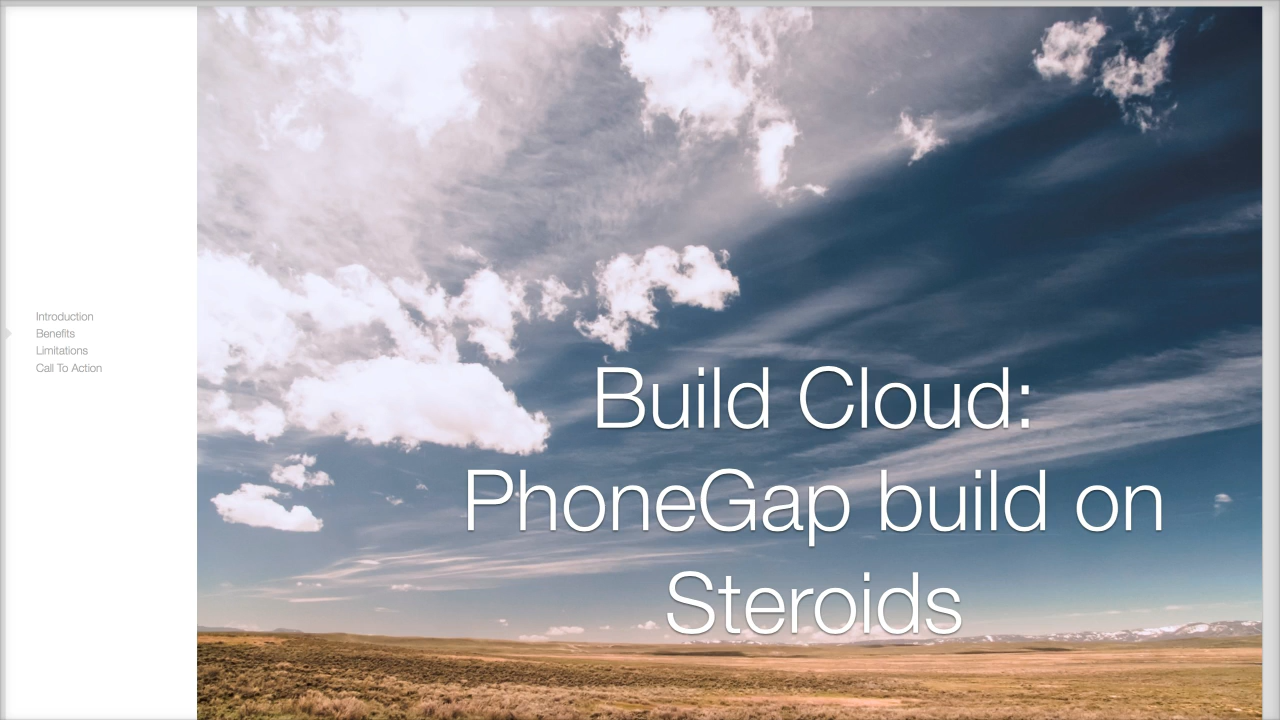 Introduction
Benefits
Limitations
Call To Action
Build Cloud:
PhoneGap build on
Steroids